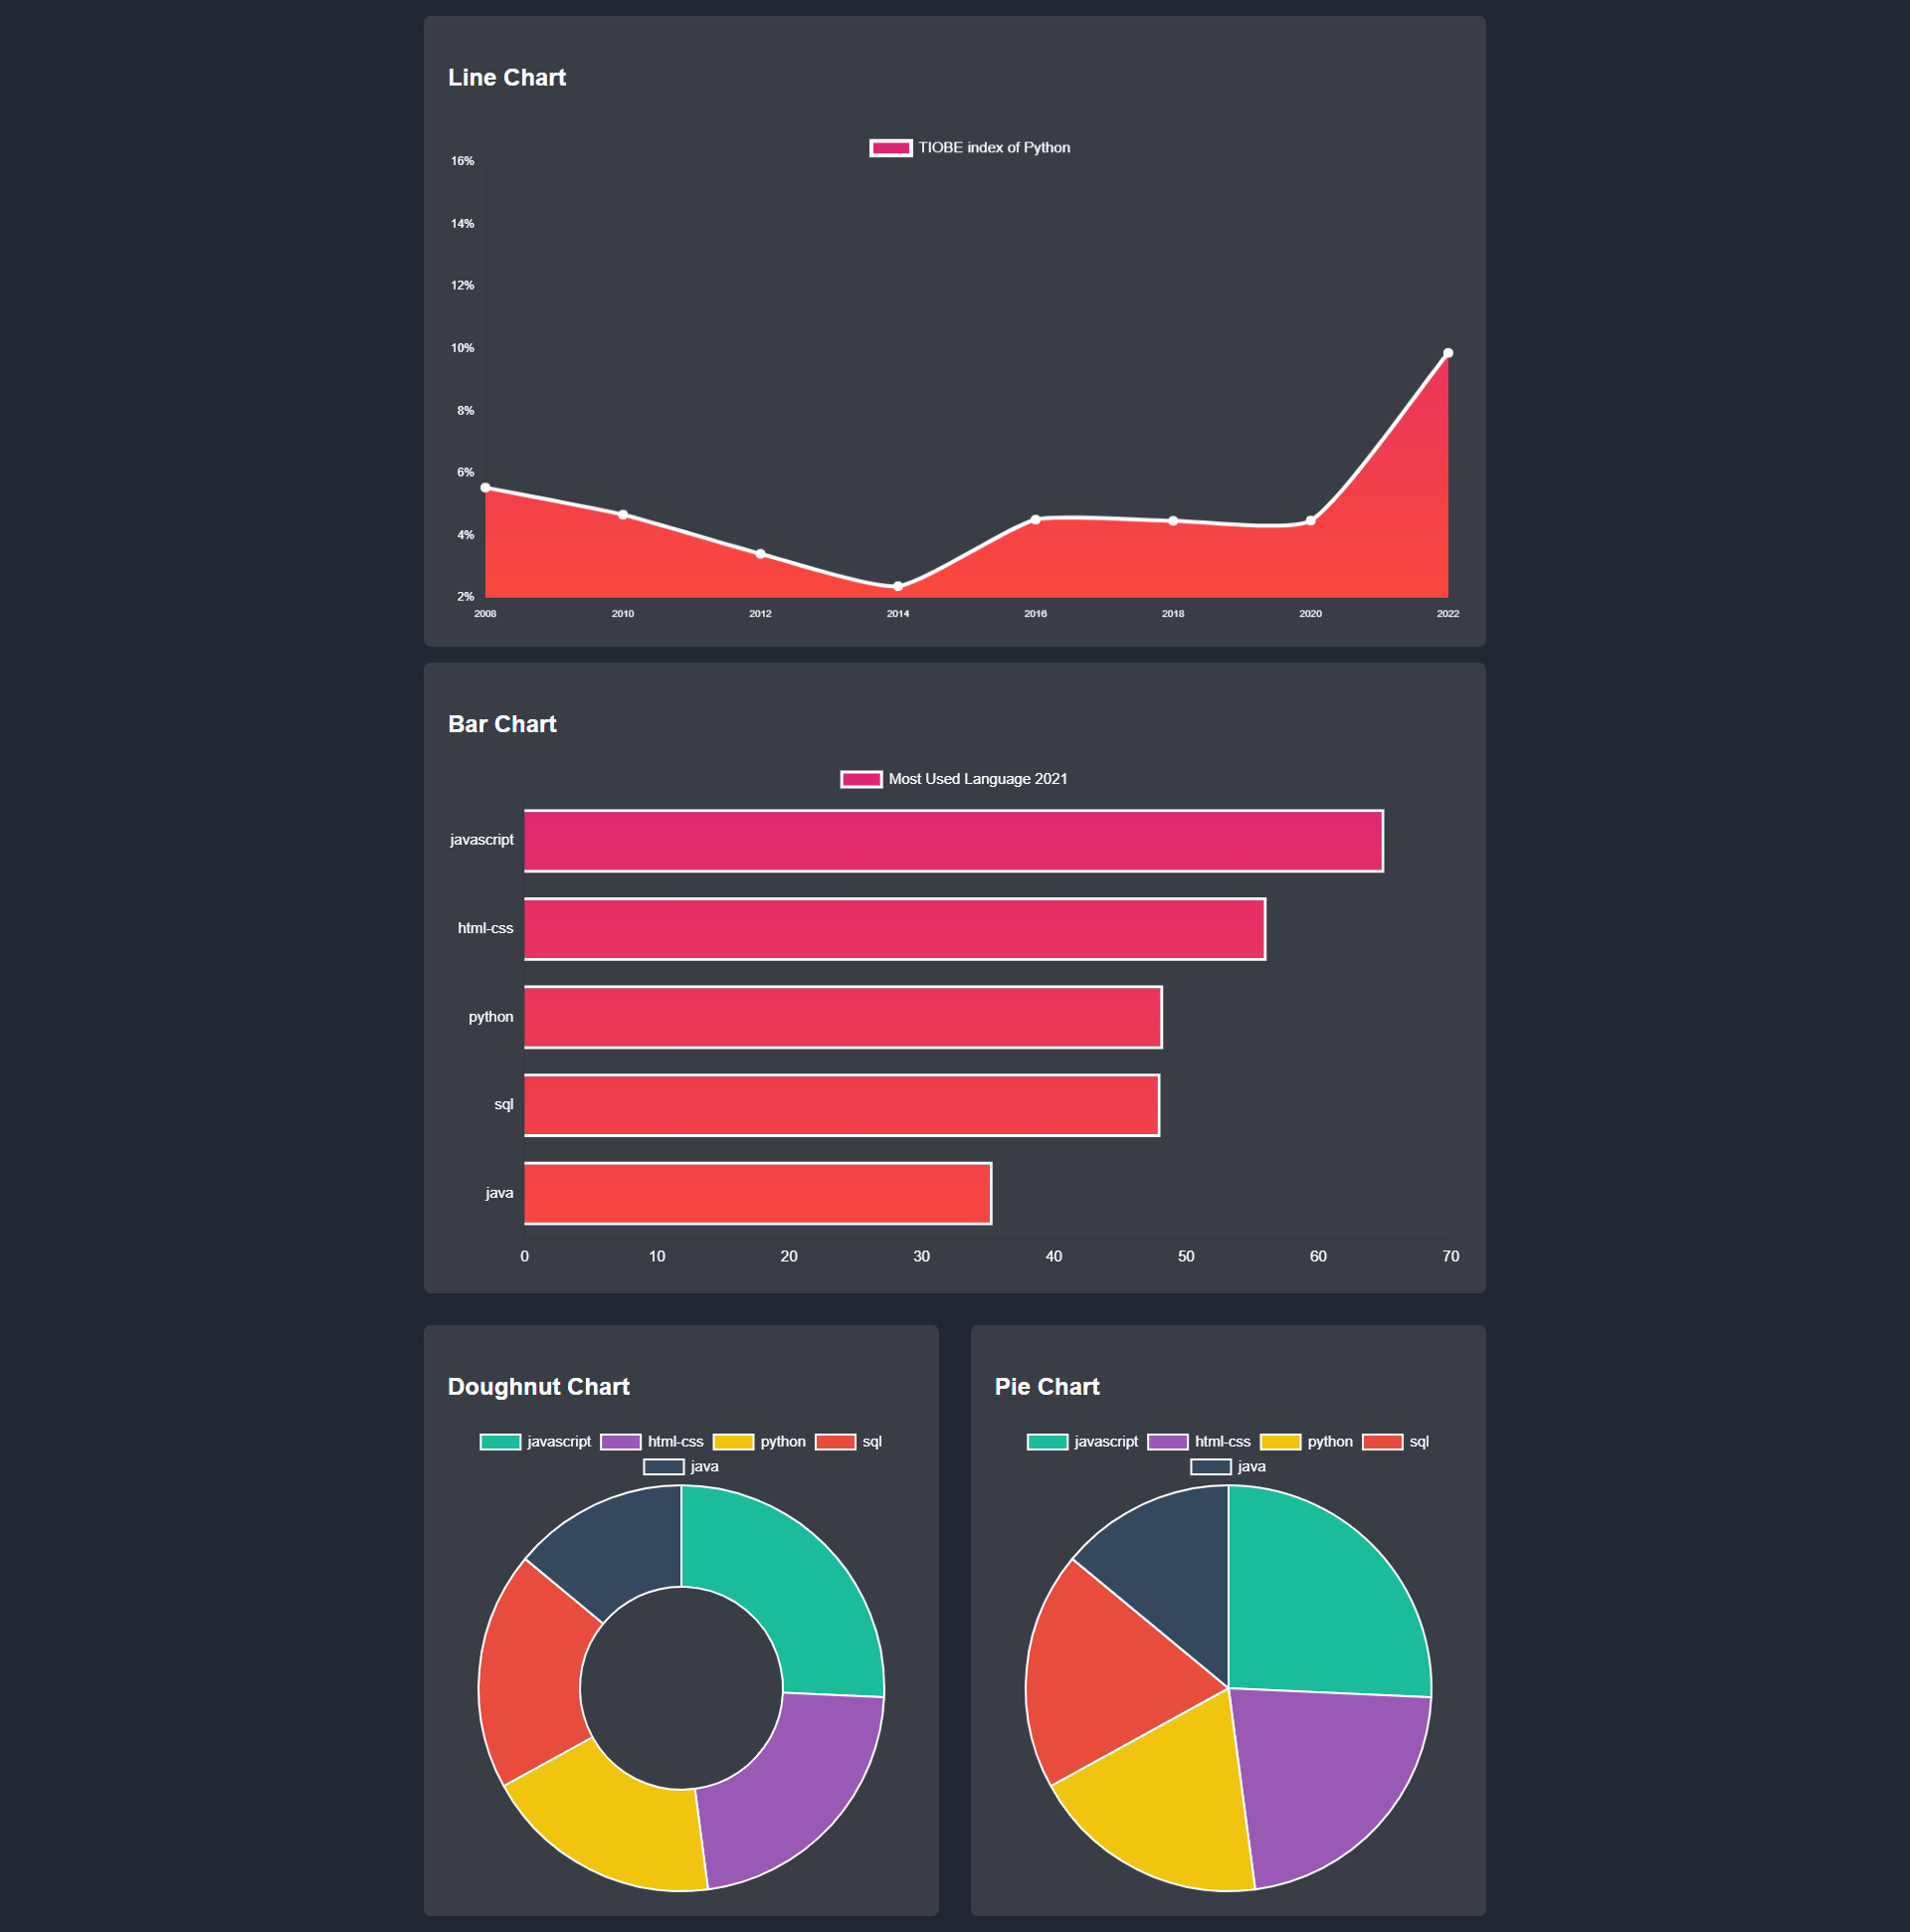 Line Chart
TIOBE index of Python
16%
14%
12%
10%
8%
6%
4%
2%
2008 2010 2012 2014 2016 2018 2020 2022
Bar Chart
Most Used Language 2021
javascript
html-css
python
sql
java
0 10 20 30 40 50 60 70
Doughnut Chart
javascript html-css python sql
java
Pie Chart
javascript html-css python sql
java